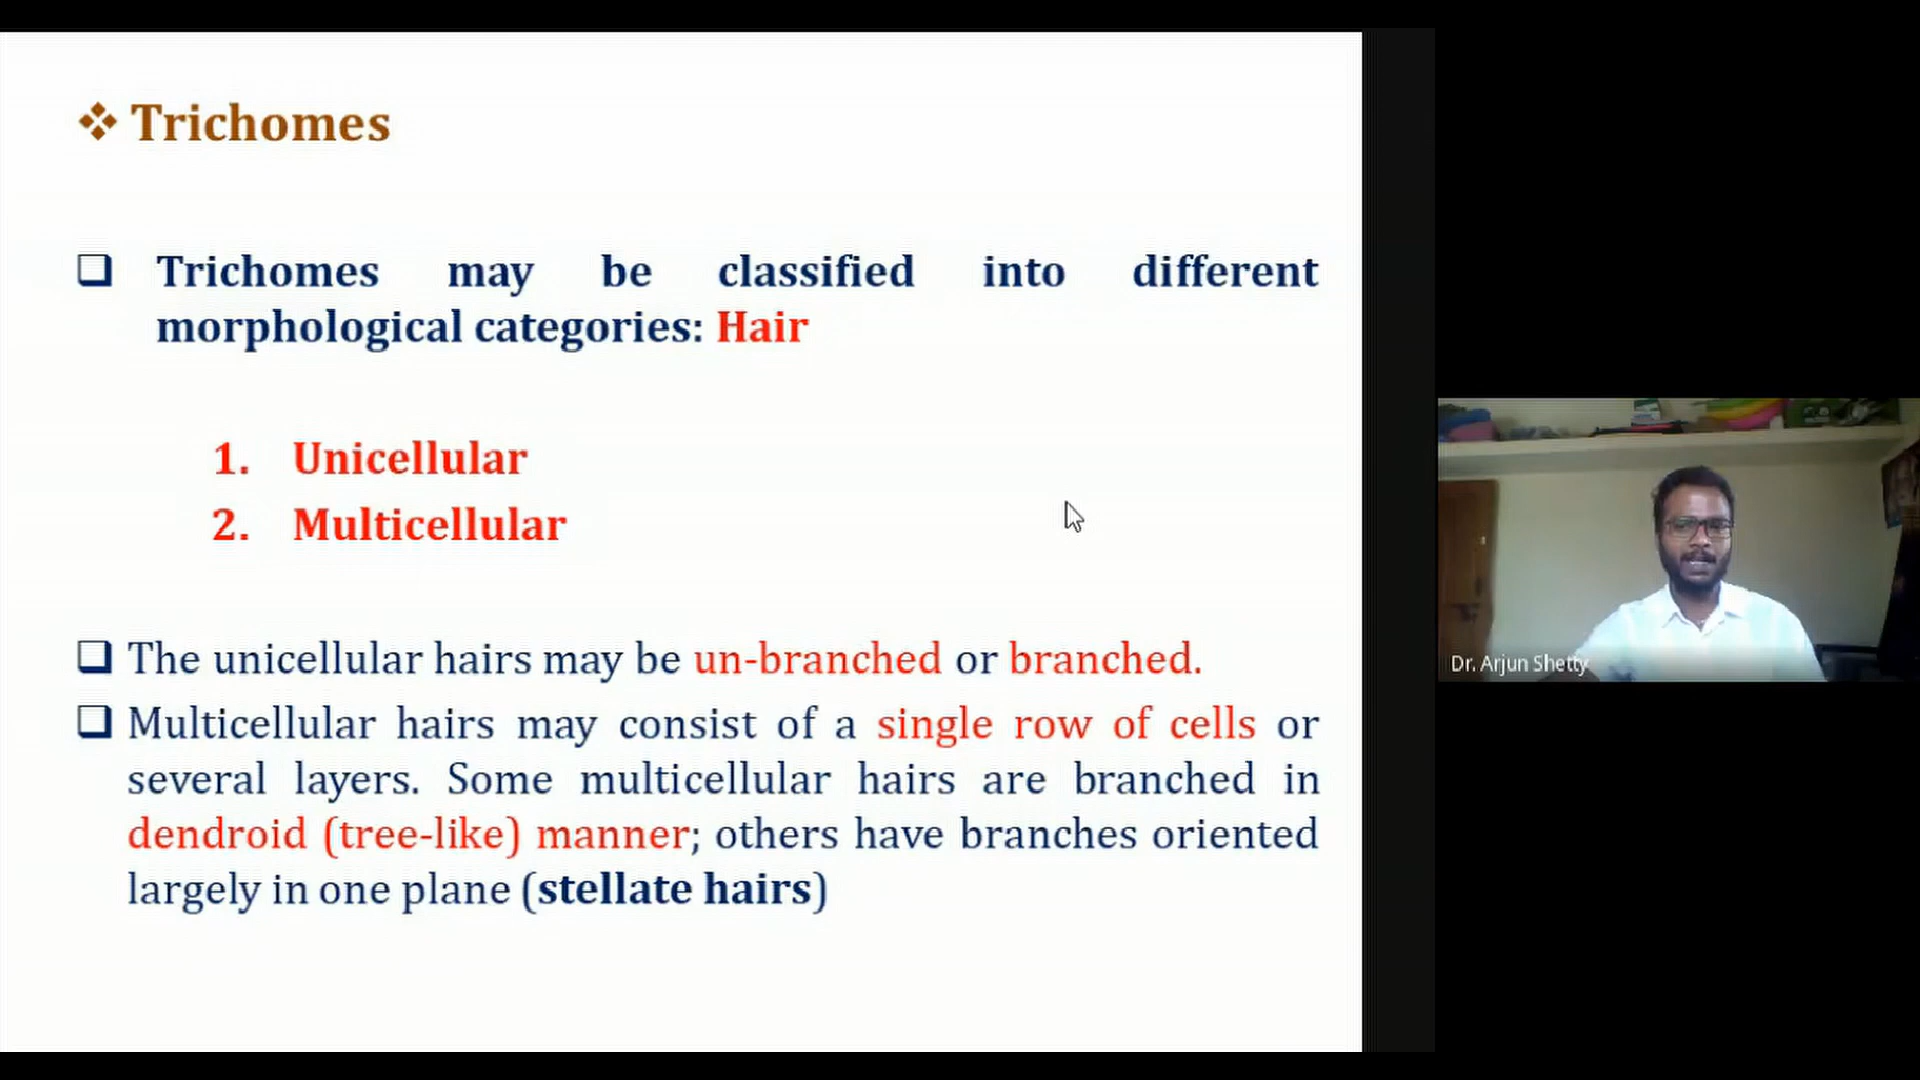 ❖ Trichomes
❑ Trichomes may be classified into different
morphological categories: Hair
1. Unicellular
2. Multicellular
❑ The unicellular hairs may be un-branched or branched.
❑ Multicellular hairs may consist of a single row of cells or
several layers. Some multicellular hairs are branched in
dendroid (tree-like) manner; others have branches oriented
largely in one plane (stellate hairs)
Dr. Arjun Shetty